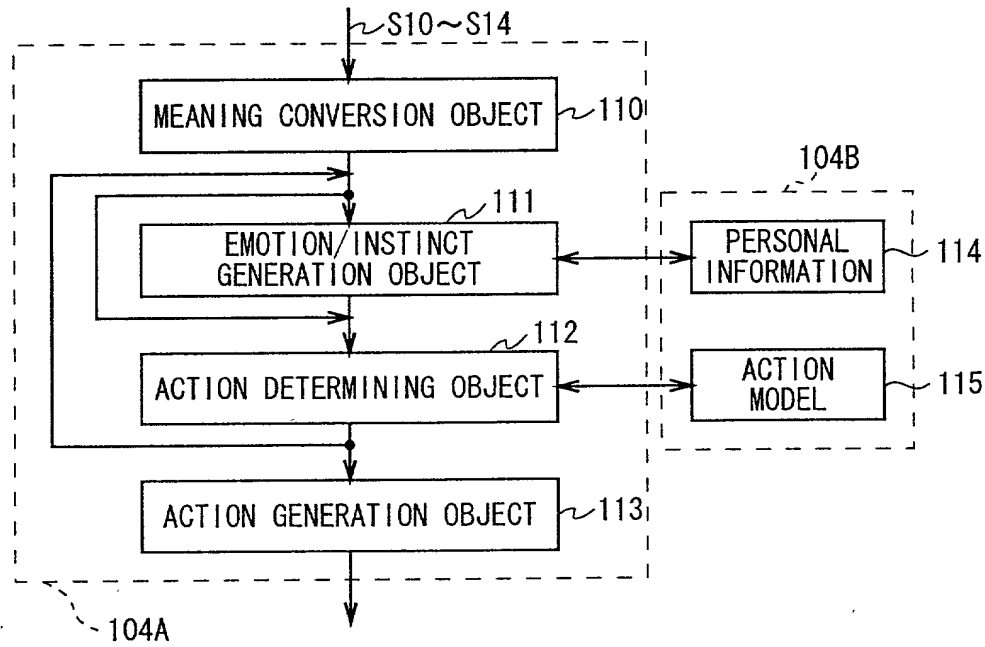 S10～S14
MEANING CONVERSION OBJECT
110
104B
111
EMOTION/INSTINCT
GENERATION OBJECT
PERSONAL
INFORMATION
114
112
ACTION DETERMINING OBJECT
ACTION
MODEL
115
ACTION GENERATION OBJECT
113
104A